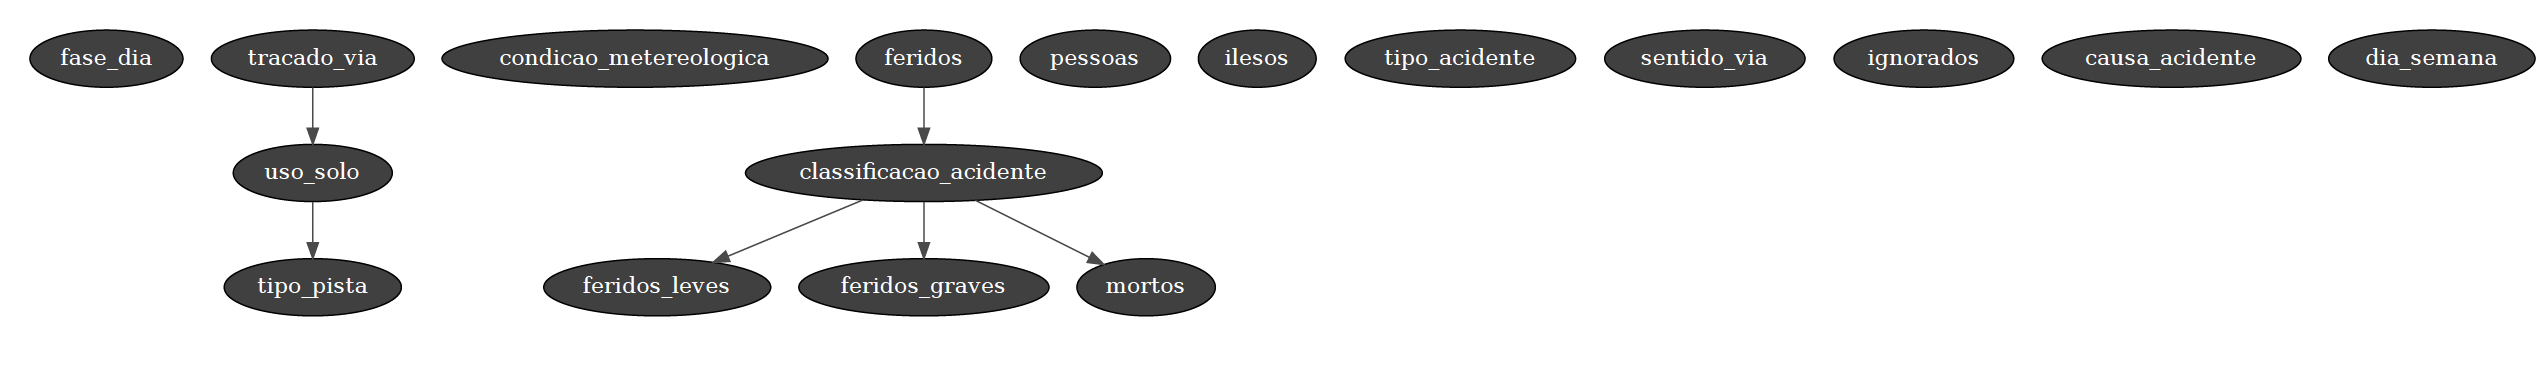 fase_dia
tracado_via
condicao_metereologica
feridos
pessoas
ilesos
tipo_acidente
sentido_via
ignorados
causa_acidente
dia_semana
uso_solo
classificacao_acidente
tipo_pista
feridos_leves
feridos_graves
mortos